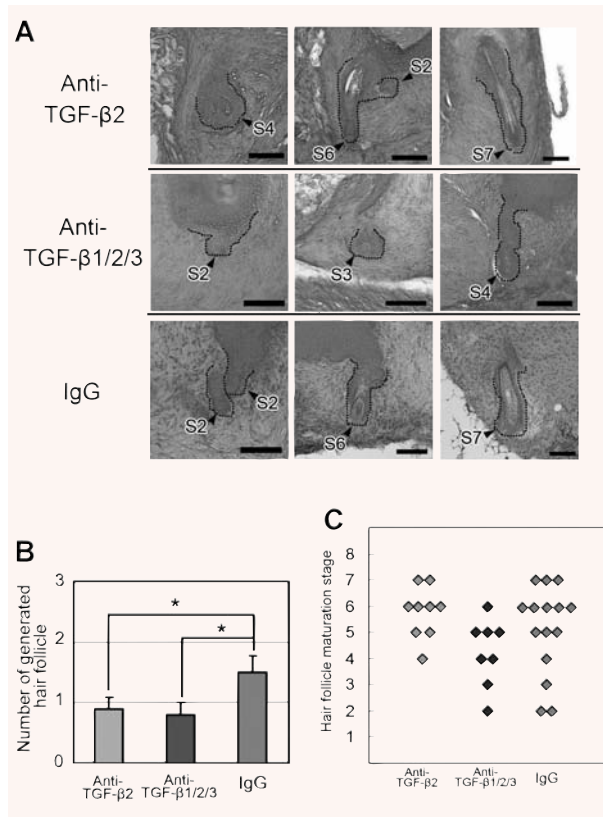 A
Anti-
TGF-β2
S4
S6
S2
S7
Anti-
TGF-β1/2/3
S2
S3
S4
IgG
S2
S2
S6
S7
B
Number of generated
hair follicle
3
2
1
0
*
*
Anti-
TGF-β2
Anti-
TGF-β1/2/3
IgG
C
Hair follicle maturation stage
8
7
6
5
4
3
2
1
Anti-
TGF-β2
Anti-
TGF-β1/2/3
IgG